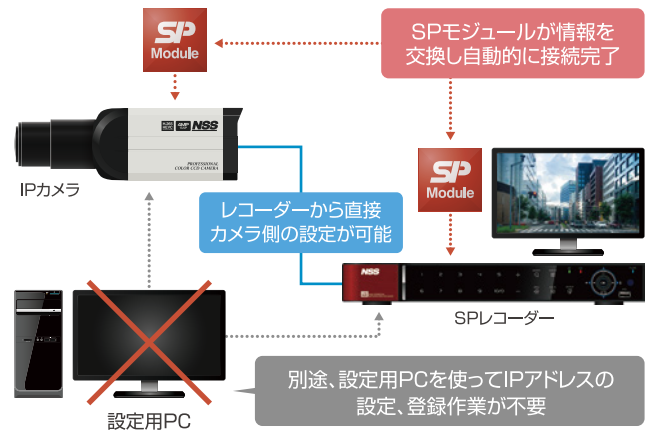 SP
Module
SPモジュールが情報を
交換し自動的に接続完了
NSS
PROFESSIONAL
COLOR CCD CAMERA
IPカメラ
SP
Module
レコーダーから直接
カメラ側の設定が可能
NSS
SPレコーダー
別途、設定用PCを使ってIPアドレスの
設定、登録作業が不要
設定用PC